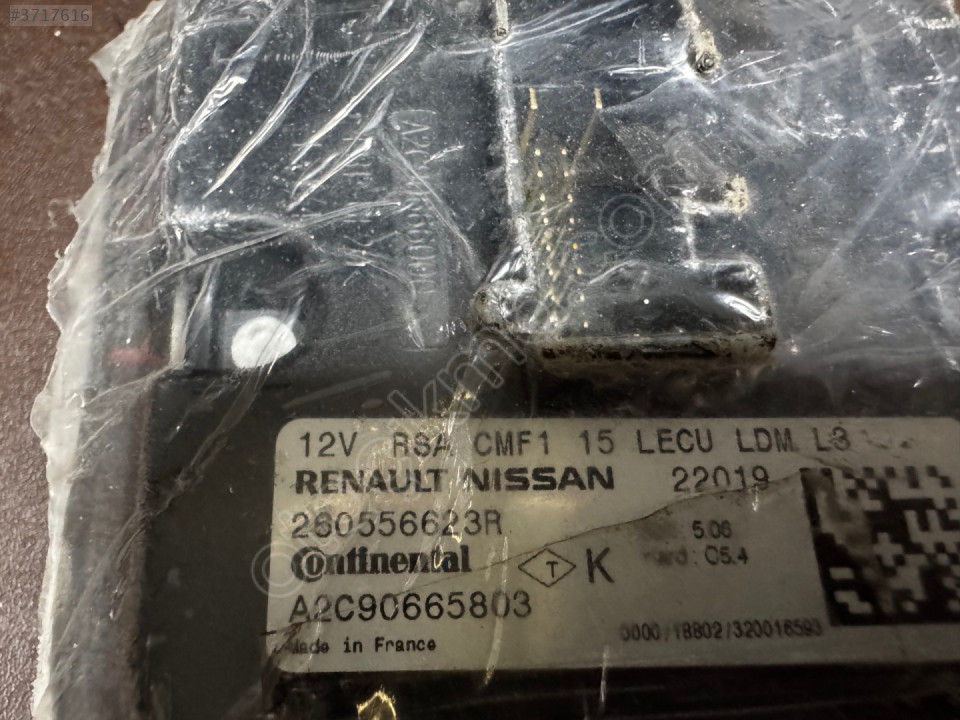 #3717616
12V RSA CMF1 15 LECU LDM L3
RENAULT NISSAN 22019
260556623R 5.06
Continental T K C5.4
A2C90665803
Made in France 0000/18802/320016593